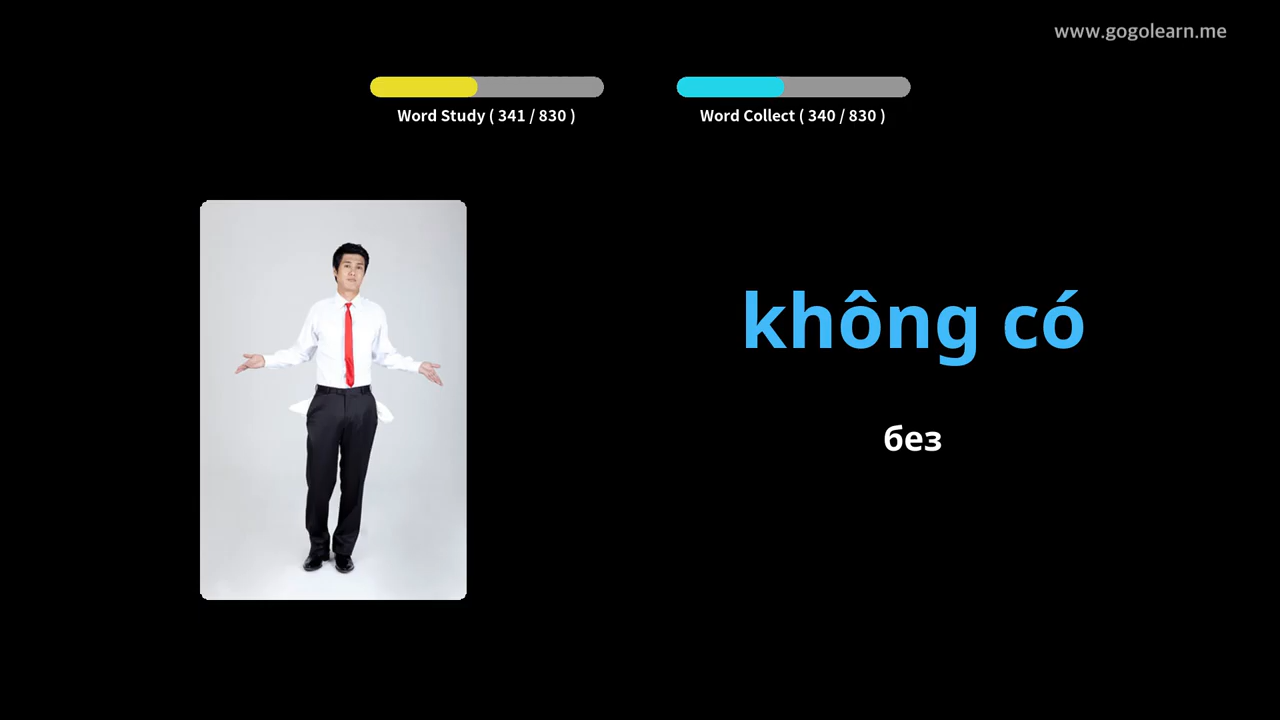 www.gogolearn.me
Word Study ( 341 / 830 )
Word Collect ( 340 / 830 )
không có
без